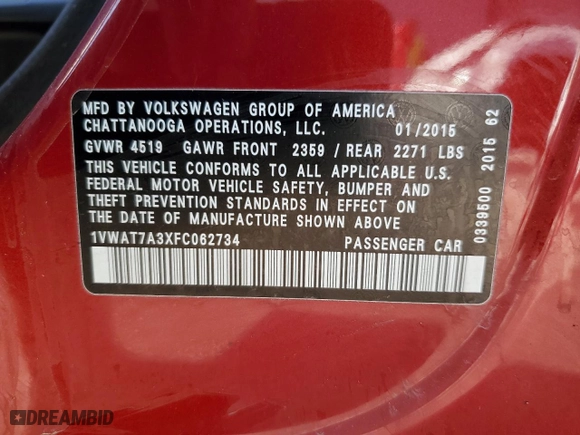 MFD BY VOLKSWAGEN GROUP OF AMERICA
CHATTANOOGA OPERATIONS, LLC. 01/2015
GVWR 4519 GAWR FRONT 2359 / REAR 2271 LBS
THIS VEHICLE CONFORMS TO ALL APPLICABLE U.S.
FEDERAL MOTOR VEHICLE SAFETY, BUMPER AND
THEFT PREVENTION STANDARDS IN EFFECT ON
THE DATE OF MANUFACTURE SHOWN ABOVE
1VWAT7A3XFC062734 PASSENGER CAR
0339500 2015 62
DREAMBID